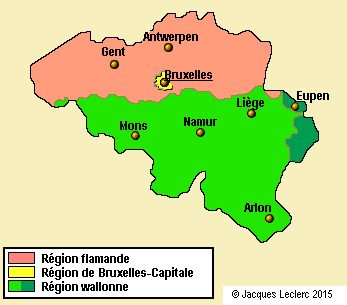 Antwerpen
Gent
Bruxelles
Liège
Eupen
Mons
Namur
Arlon
Région flamande
Région de Bruxelles-Capitale
Région wallonne
© Jacques Leclerc 2015